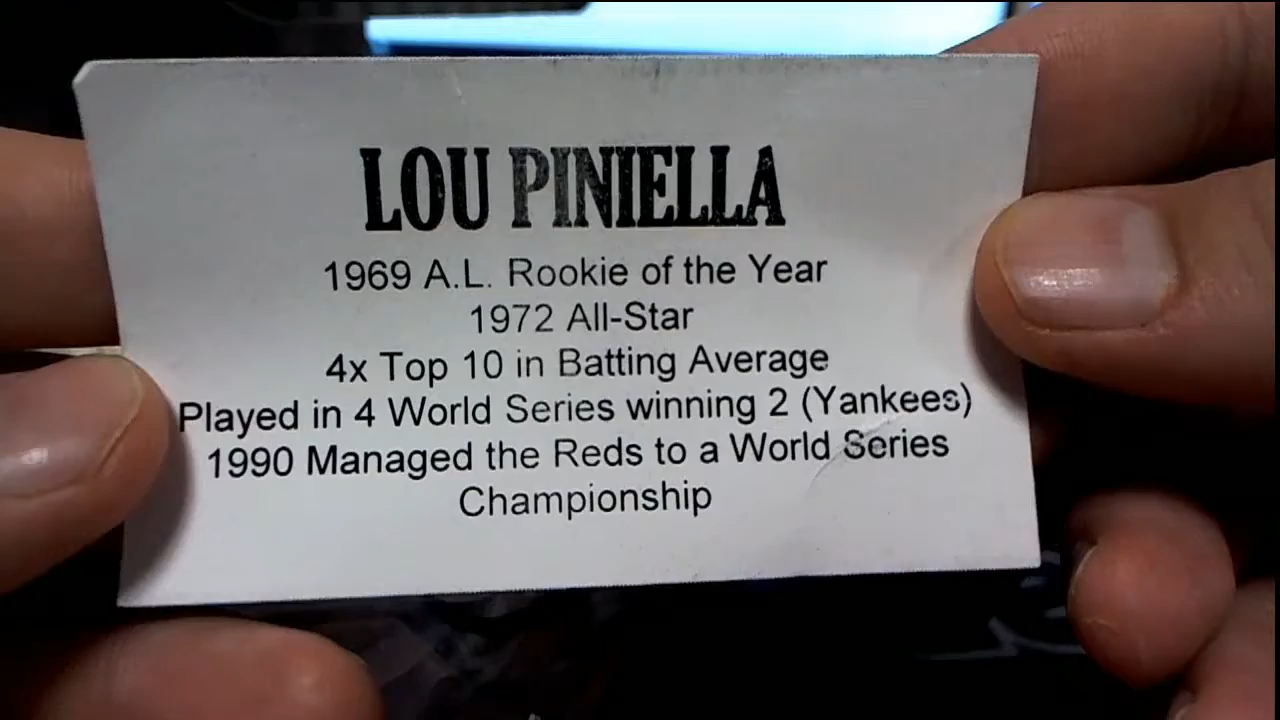 LOU PINIELLA
1969 A.L. Rookie of the Year
1972 All-Star
4x Top 10 in Batting Average
Played in 4 World Series winning 2 (Yankees)
1990 Managed the Reds to a World Series
Championship